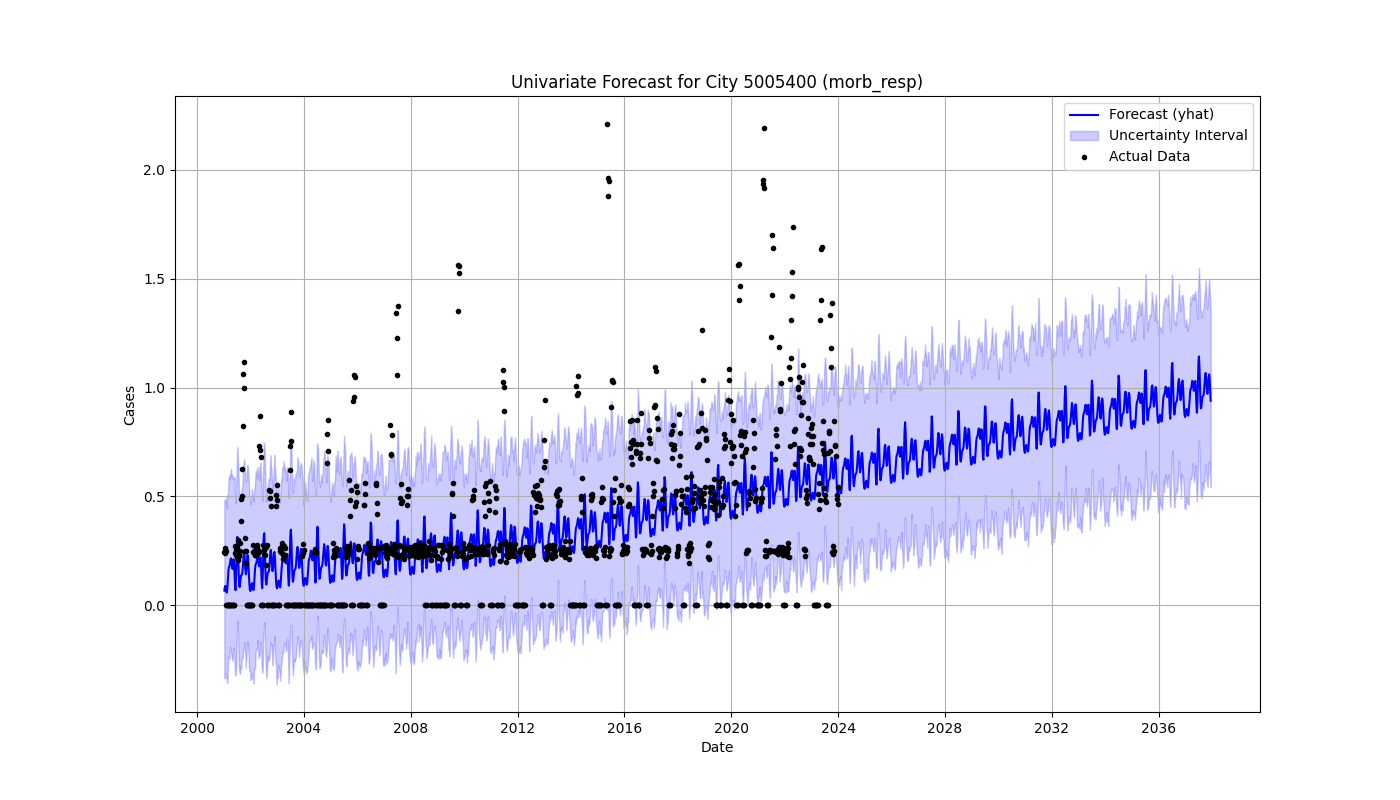 Univariate Forecast for City 5005400 (morb_resp)
Forecast (yhat)
Uncertainty Interval
Actual Data
Cases
2.0
1.5
1.0
0.5
0.0
2000 2004 2008 2012 2016 2020 2024 2028 2032 2036
Date